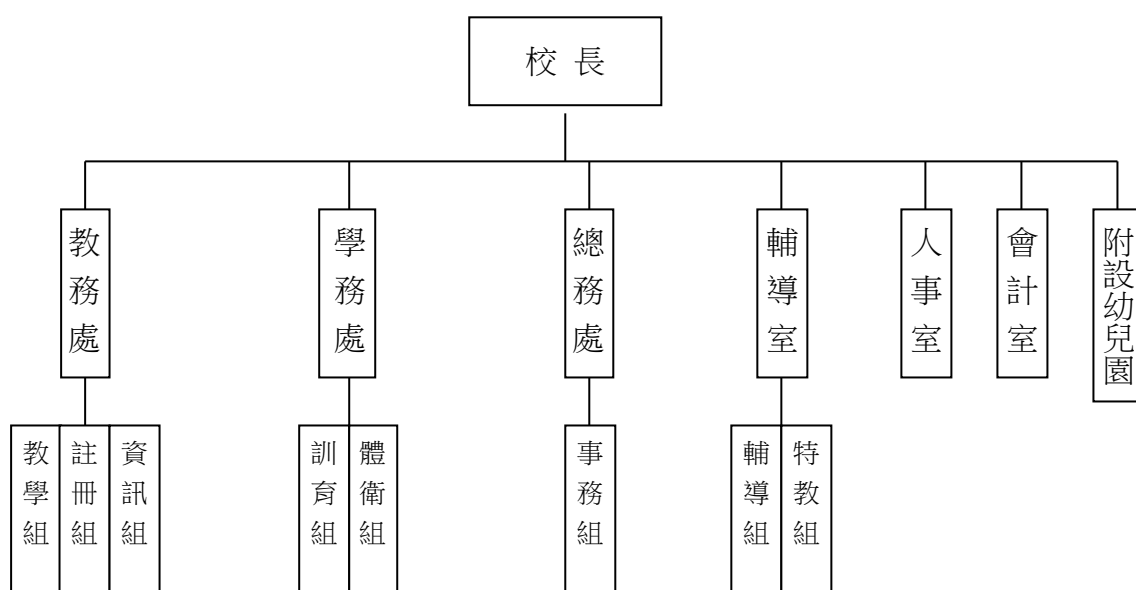 校長
教務處
學務處
總務處
輔導室
人事室
會計室
附設幼兒園
教學組
註冊組
資訊組
訓育組
體衛組
事務組
輔導組
特教組